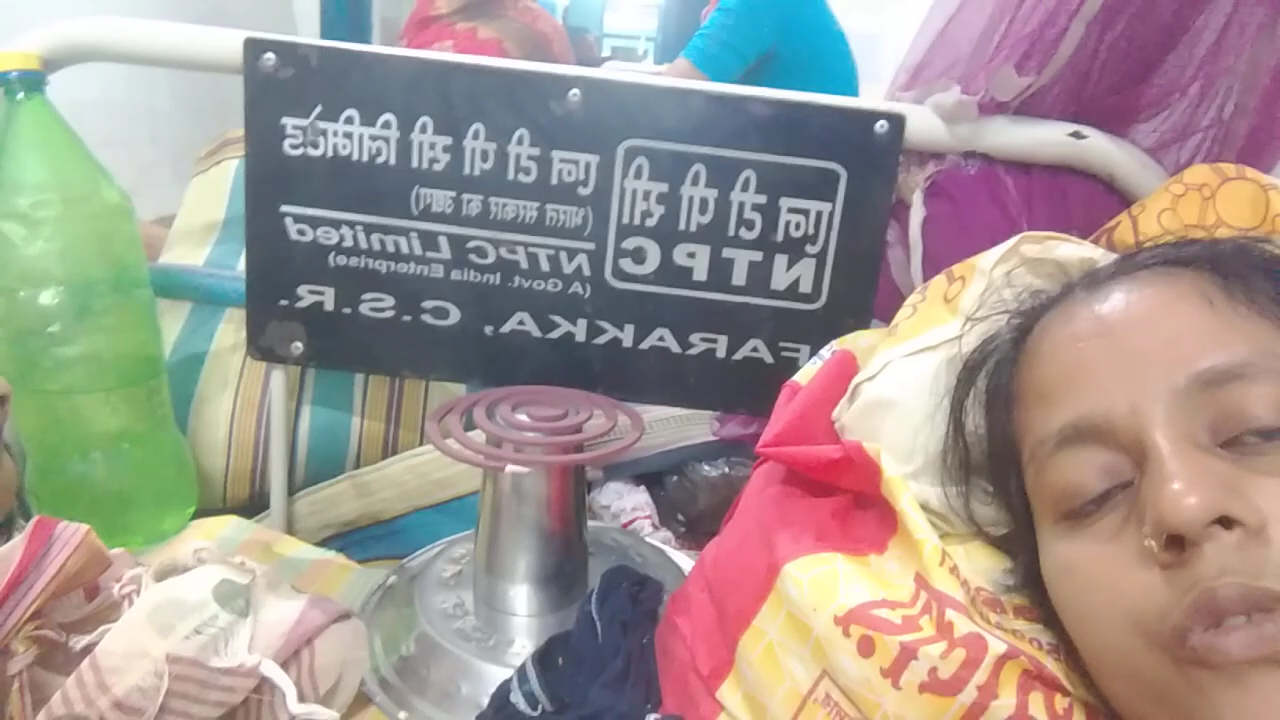 एन टी पी सी
NTPC
एन टी पी सी लिमिटेड
(भारत सरकार का उद्यम)
NTPC Limited
(A Govt. India Enterprise)
FARAKKA, C.S.R.